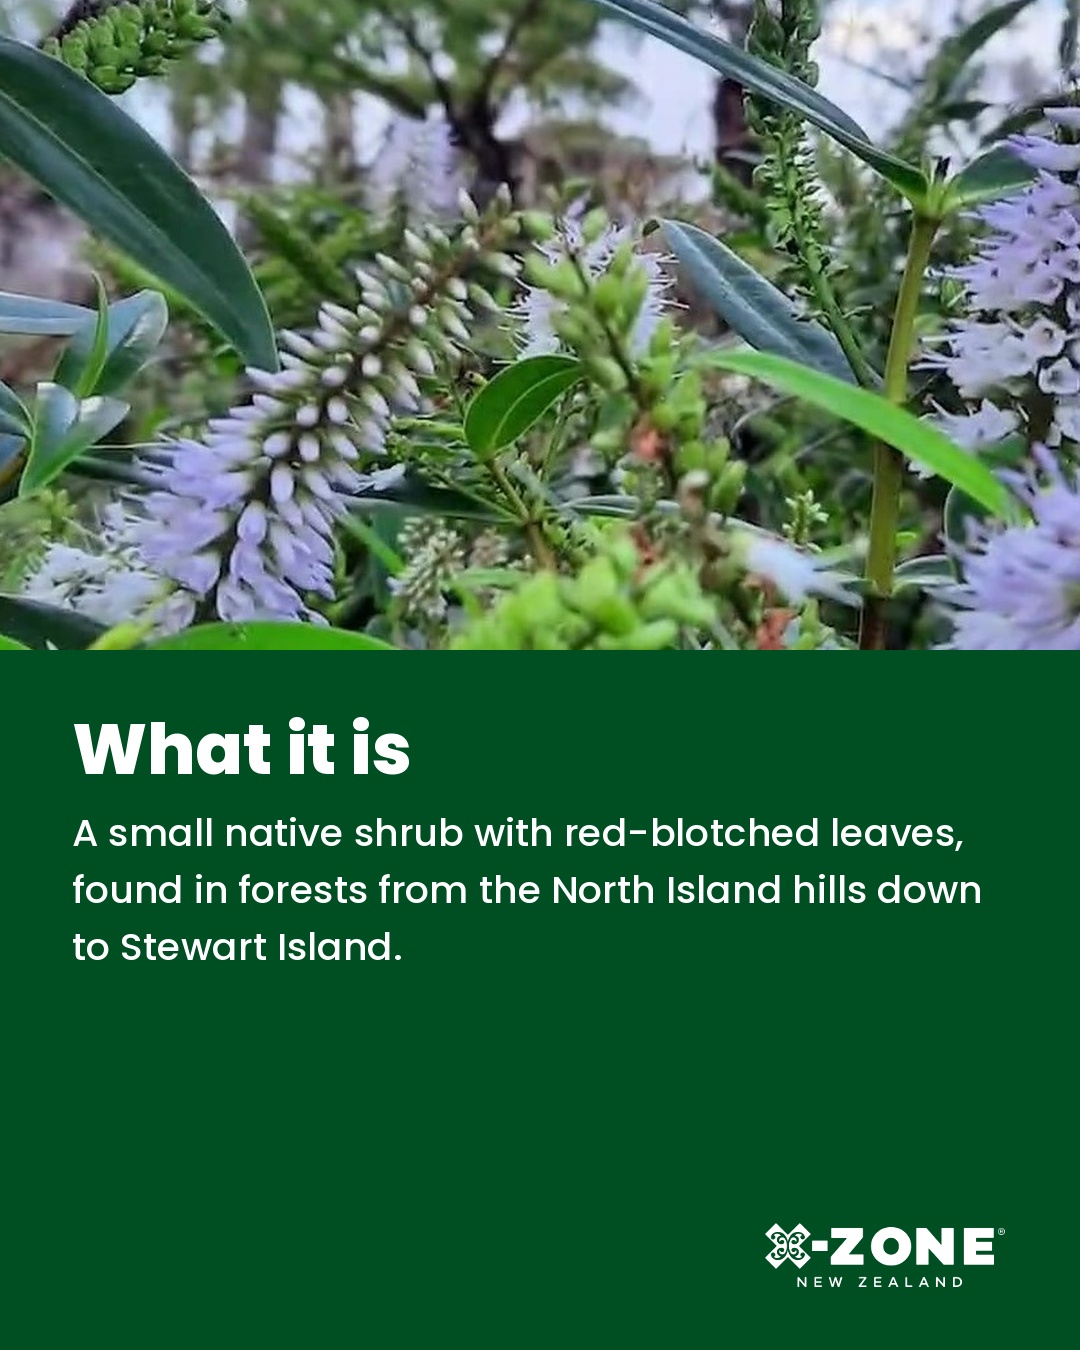 What it is
A small native shrub with red-blotched leaves,
found in forests from the North Island hills down
to Stewart Island.
X-ZONE®
NEW ZEALAND